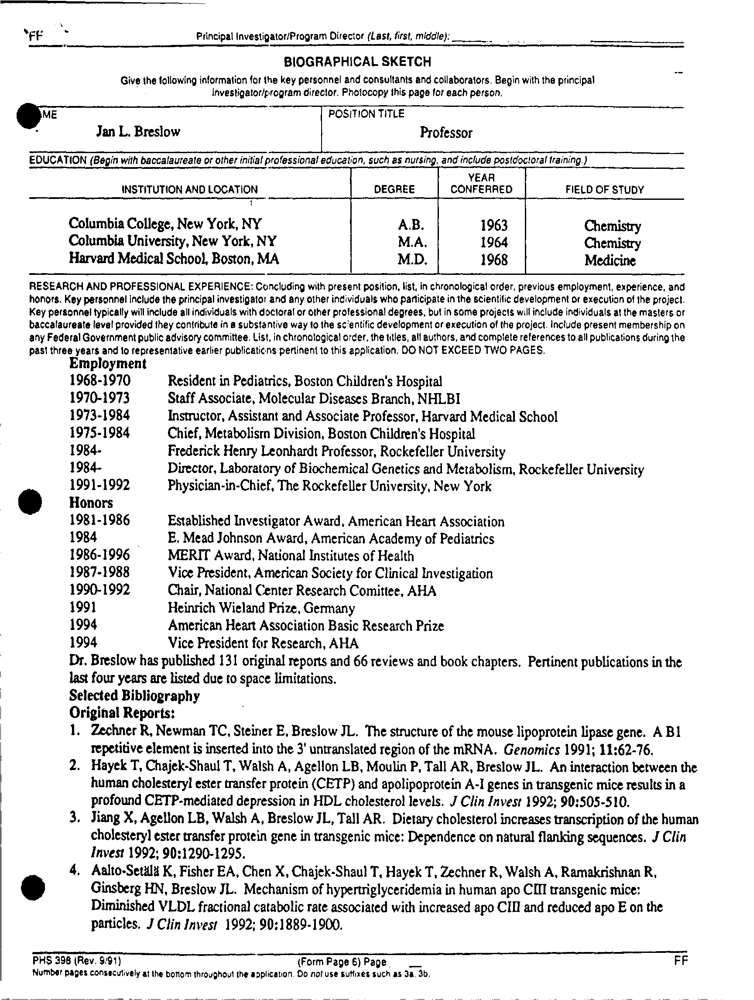 FF
Principal Investigator/Program Director (Last, first, middle):
BIOGRAPHICAL SKETCH
Give the following information for the key personnel and consultants and collaborators. Begin with the principal
investigator/program director. Photocopy this page for each person.
ME POSITION TITLE
Jan L. Breslow Professor
EDUCATION (Begin with baccalaureate or other initial professional education, such as nursing, and include postdoctoral training.)
INSTITUTION AND LOCATION DEGREE YEAR CONFERRED FIELD OF STUDY
Columbia College, New York, NY A.B. 1963 Chemistry
Columbia University, New York, NY M.A. 1964 Chemistry
Harvard Medical School, Boston, MA M.D. 1968 Medicine
RESEARCH AND PROFESSIONAL EXPERIENCE: Concluding with present position, list, in chronological order, previous employment, experience, and
honors. Key personnel include the principal investigator and any other individuals who participate in the scientific development or execution of the project.
Key personnel typically will include all individuals with doctoral or other professional degrees, but in some projects will include individuals at the masters or
baccalaureate level provided they contribute in a substantive way to the scientific development or execution of the project. Include present membership on
any Federal Government public advisory committee. List, in chronological order, the titles, all authors, and complete references to all publications during the
past three years and to representative earlier publications pertinent to this application. DO NOT EXCEED TWO PAGES.
Employment
1968-1970 Resident in Pediatrics, Boston Children's Hospital
1970-1973 Staff Associate, Molecular Diseases Branch, NHLBI
1973-1984 Instructor, Assistant and Associate Professor, Harvard Medical School
1975-1984 Chief, Metabolism Division, Boston Children's Hospital
1984- Frederick Henry Leonhardt Professor, Rockefeller University
1984- Director, Laboratory of Biochemical Genetics and Metabolism, Rockefeller University
1991-1992 Physician-in-Chief, The Rockefeller University, New York
Honors
1981-1986 Established Investigator Award, American Heart Association
1984 E. Mead Johnson Award, American Academy of Pediatrics
1986-1996 MERIT Award, National Institutes of Health
1987-1988 Vice President, American Society for Clinical Investigation
1990-1992 Chair, National Center Research Comittee, AHA
1991 Heinrich Wieland Prize, Germany
1994 American Heart Association Basic Research Prize
1994 Vice President for Research, AHA
Dr. Breslow has published 131 original reports and 66 reviews and book chapters. Pertinent publications in the
last four years are listed due to space limitations.
Selected Bibliography
Original Reports:
1. Zechner R, Newman TC, Steiner E, Breslow JL. The structure of the mouse lipoprotein lipase gene. A B1
repetitive element is inserted into the 3' untranslated region of the mRNA. Genomics 1991; 11:62-76.
2. Hayek T, Chajek-Shaul T, Walsh A, Agellon LB, Moulin P, Tall AR, Breslow JL. An interaction between the
human cholesteryl ester transfer protein (CETP) and apolipoprotein A-I genes in transgenic mice results in a
profound CETP-mediated depression in HDL cholesterol levels. J Clin Invest 1992; 90:505-510.
3. Jiang X, Agellon LB, Walsh A, Breslow JL, Tall AR. Dietary cholesterol increases transcription of the human
cholesteryl ester transfer protein gene in transgenic mice: Dependence on natural flanking sequences. J Clin
Invest 1992; 90:1290-1295.
4. Aalto-Setälä K, Fisher EA, Chen X, Chajek-Shaul T, Hayek T, Zechner R, Walsh A, Ramakrishnan R,
Ginsberg HN, Breslow JL. Mechanism of hypertriglyceridemia in human apo CIII transgenic mice:
Diminished VLDL fractional catabolic rate associated with increased apo CIII and reduced apo E on the
particles. J Clin Invest 1992; 90:1889-1900.
PHS 398 (Rev. 9/91) (Form Page 6) Page FF
Number pages consecutively at the bottom throughout the application. Do not use suffixes such as 3a, 3b.